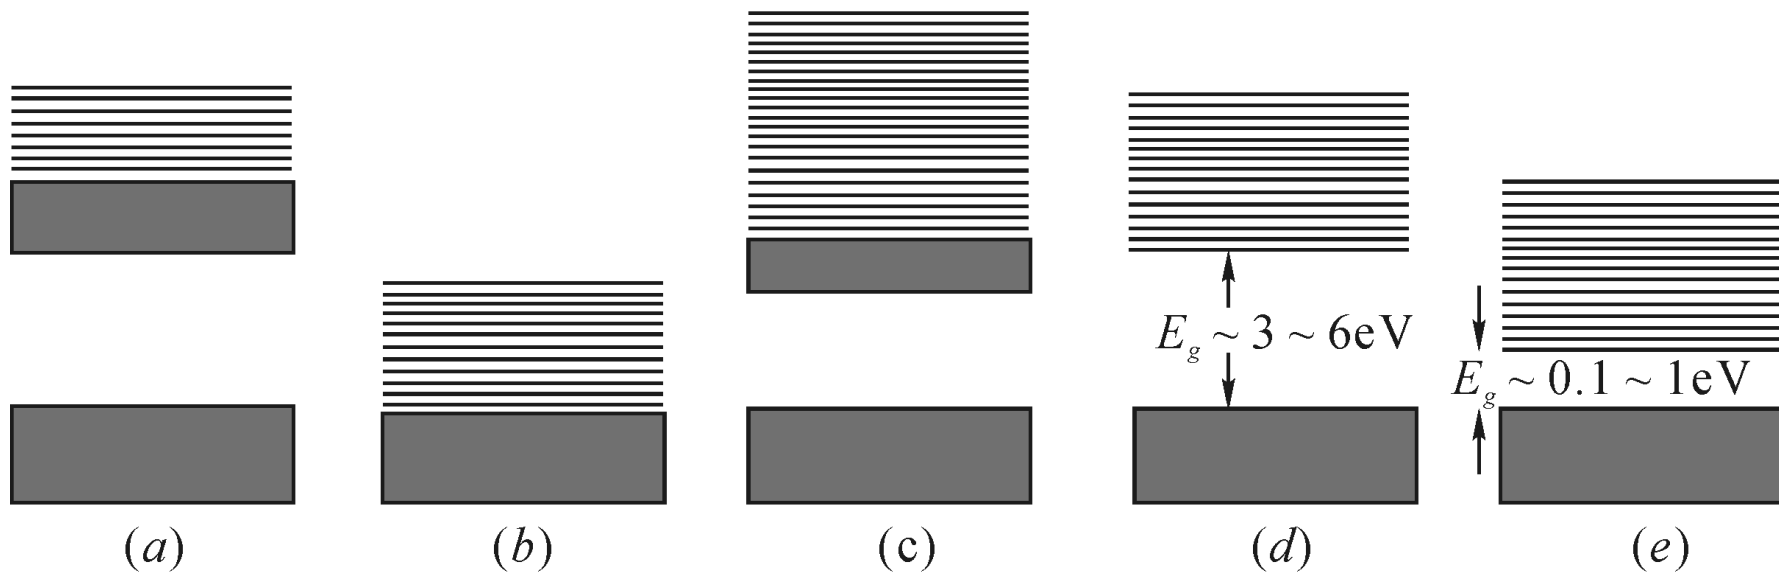 E_g ~ 3 ~ 6eV
E_g ~ 0.1 ~ 1eV
(a) (b) (c) (d) (e)